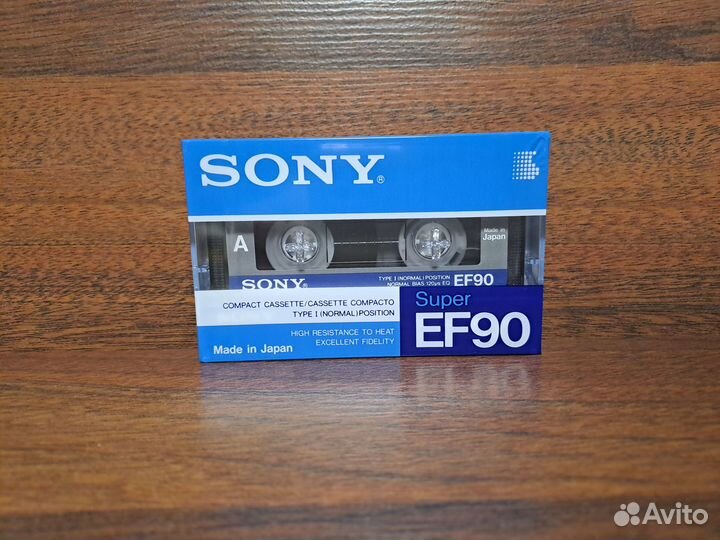 SONY®
A
Made in
Japan
SONY
TYPE I (NORMAL) POSITION
NORMAL BIAS 120μs EQ
EF90
COMPACT CASSETTE/CASSETTE COMPACTO
TYPE I (NORMAL) POSITION
Super
EF90
HIGH RESISTANCE TO HEAT
EXCELLENT FIDELITY
Made in Japan
Avito